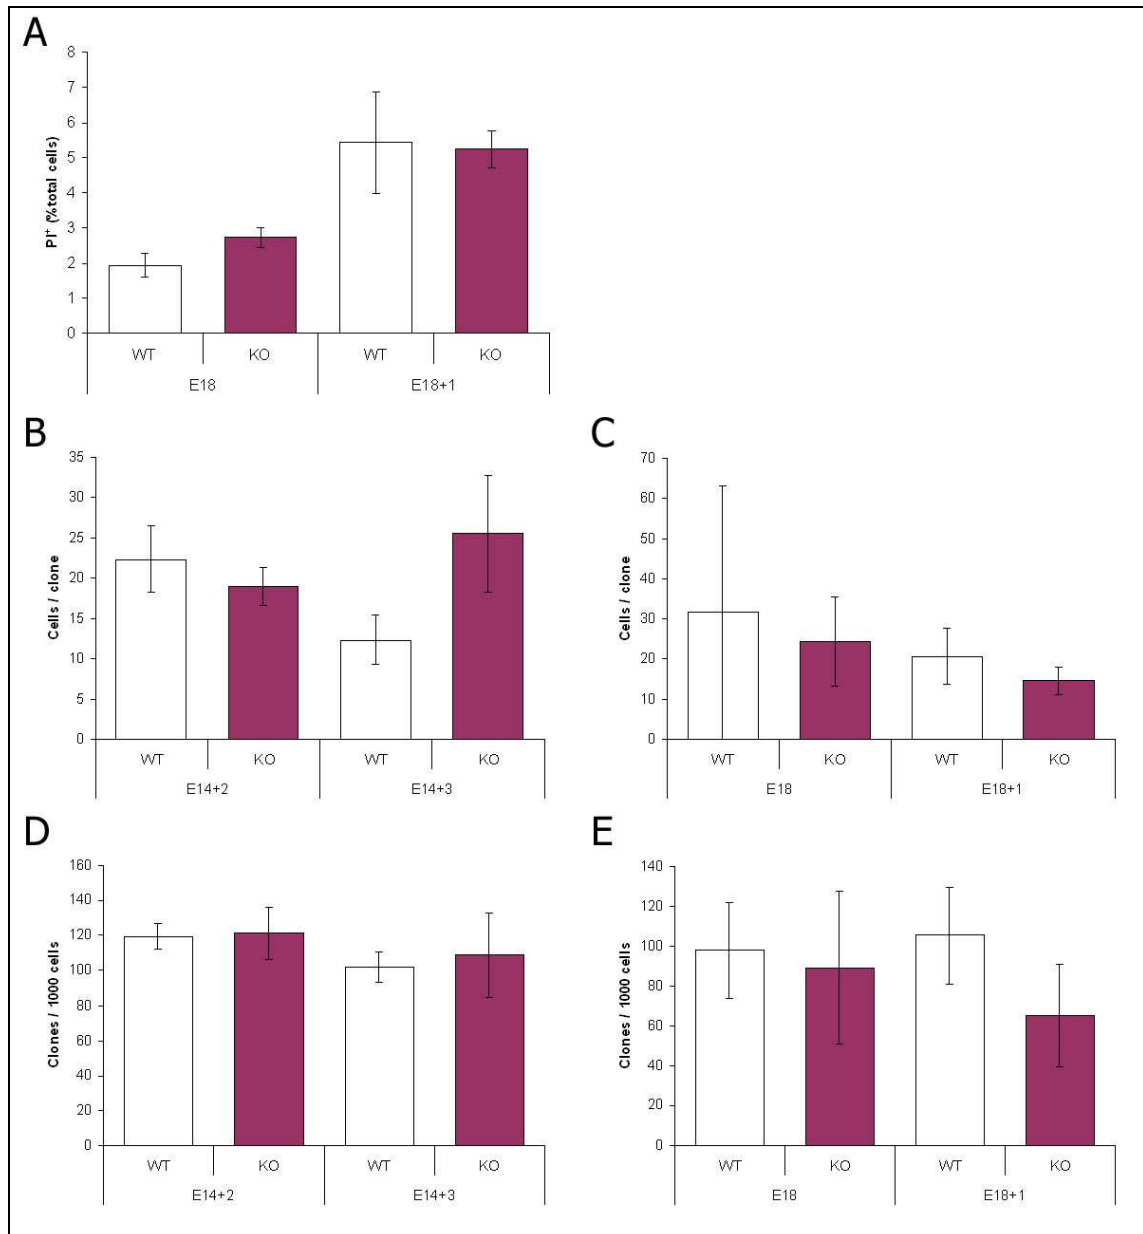 A
PI⁺ (%total cells)
8
7
6
5
4
3
2
1
0
WT KO WT KO
E18 E18+1
B
Cells / clone
35
30
25
20
15
10
5
0
WT KO WT KO
E14+2 E14+3
C
Cells / clone
70
60
50
40
30
20
10
0
WT KO WT KO
E18 E18+1
D
Clones / 1000 cells
160
140
120
100
80
60
40
20
0
WT KO WT KO
E14+2 E14+3
E
Clones / 1000 cells
140
120
100
80
60
40
20
0
WT KO WT KO
E18 E18+1